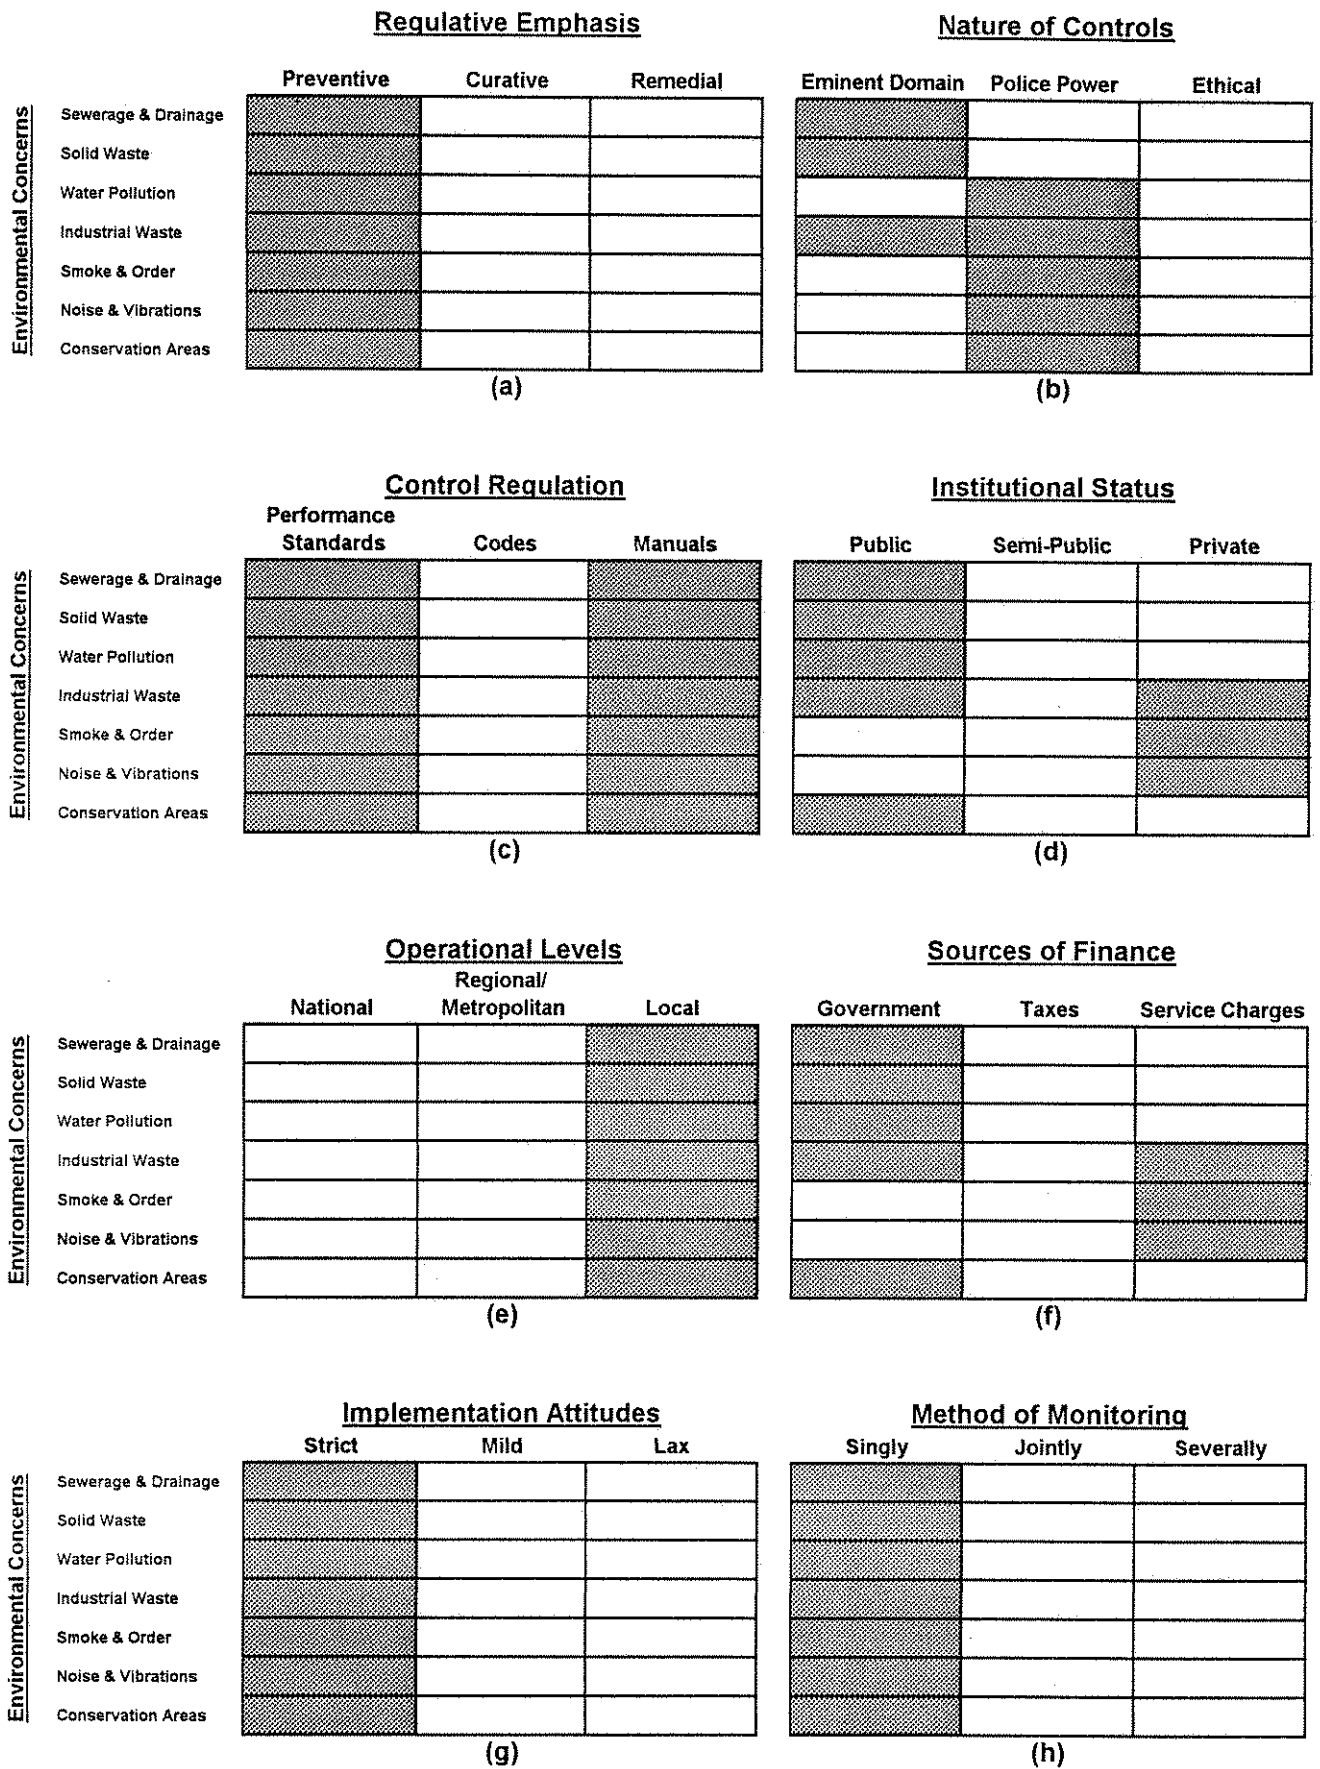 Regulative Emphasis
Nature of Controls
Preventive Curative Remedial
Eminent Domain Police Power Ethical
Environmental Concerns
Sewerage & Drainage
Solid Waste
Water Pollution
Industrial Waste
Smoke & Order
Noise & Vibrations
Conservation Areas
(a)
(b)
Control Regulation
Institutional Status
Performance
Standards Codes Manuals
Public Semi-Public Private
Environmental Concerns
Sewerage & Drainage
Solid Waste
Water Pollution
Industrial Waste
Smoke & Order
Noise & Vibrations
Conservation Areas
(c)
(d)
Operational Levels
Sources of Finance
Regional/
National Metropolitan Local
Government Taxes Service Charges
Environmental Concerns
Sewerage & Drainage
Solid Waste
Water Pollution
Industrial Waste
Smoke & Order
Noise & Vibrations
Conservation Areas
(e)
(f)
Implementation Attitudes
Method of Monitoring
Strict Mild Lax
Singly Jointly Severally
Environmental Concerns
Sewerage & Drainage
Solid Waste
Water Pollution
Industrial Waste
Smoke & Order
Noise & Vibrations
Conservation Areas
(g)
(h)